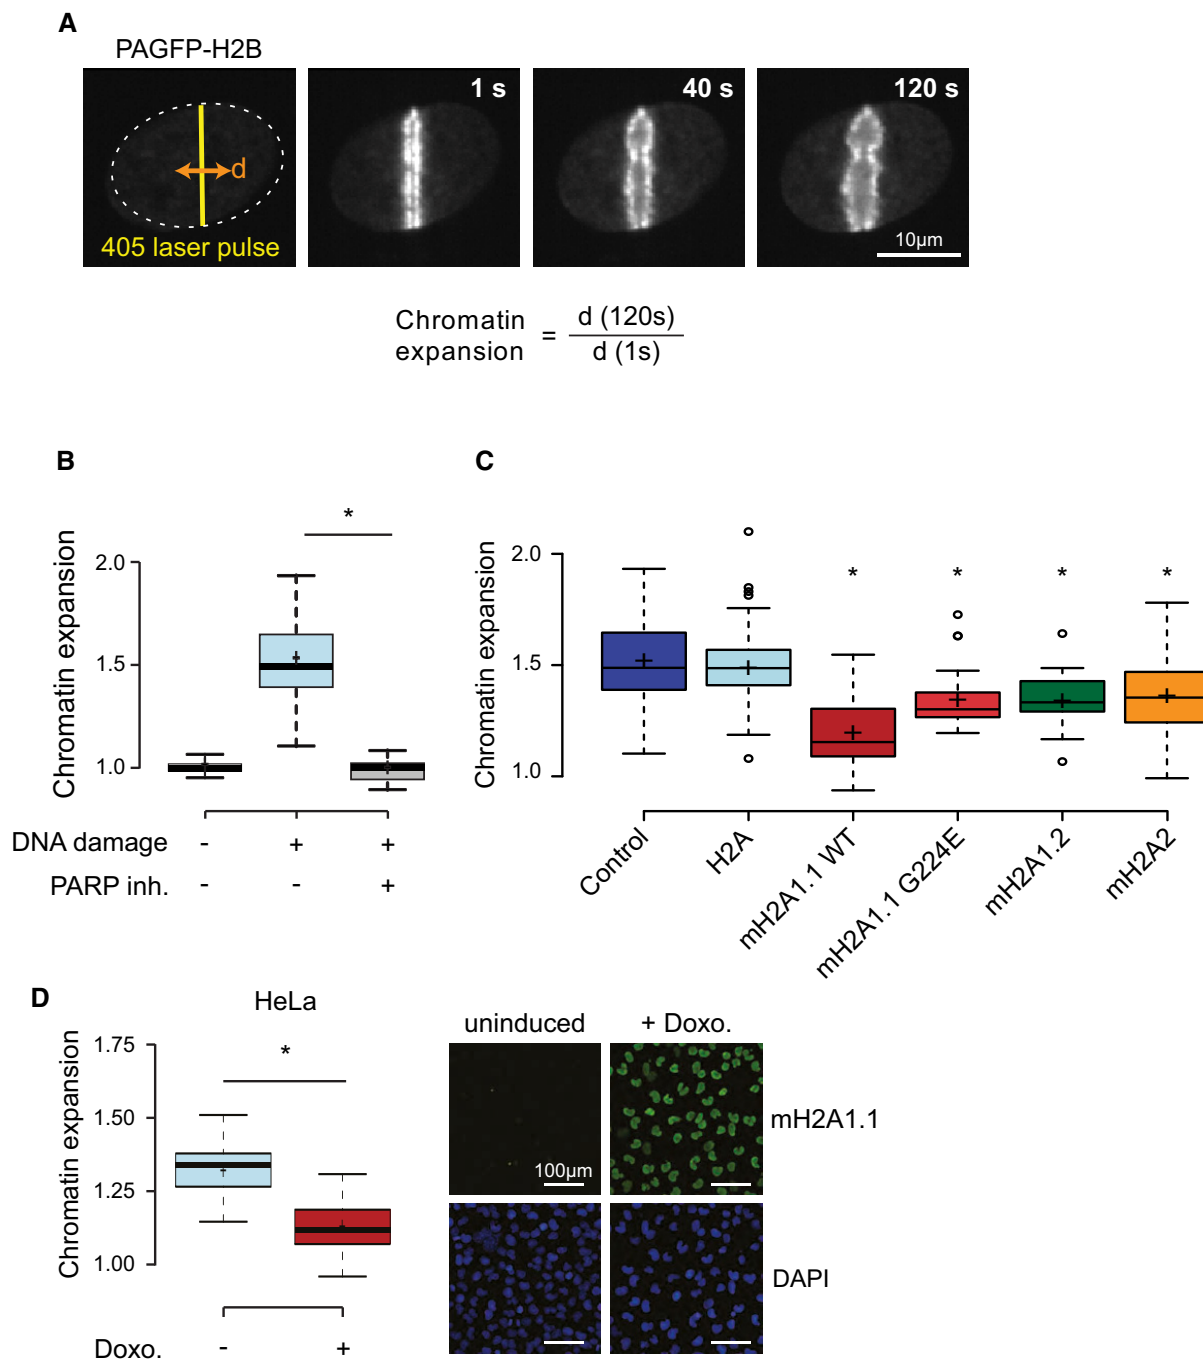 A
PAGFP-H2B
d
405 laser pulse
1 s
40 s
120 s
10µm
Chromatin expansion = d (120s) / d (1s)
B
Chromatin expansion
2.0
1.5
1.0
*
DNA damage - + +
PARP inh. - - +
C
Chromatin expansion
2.0
1.5
1.0
* * * *
Control
H2A
mH2A1.1 WT
mH2A1.1 G224E
mH2A1.2
mH2A2
D
HeLa
Chromatin expansion
1.75
1.50
1.25
1.00
*
Doxo. - +
uninduced
+ Doxo.
100µm
mH2A1.1
DAPI